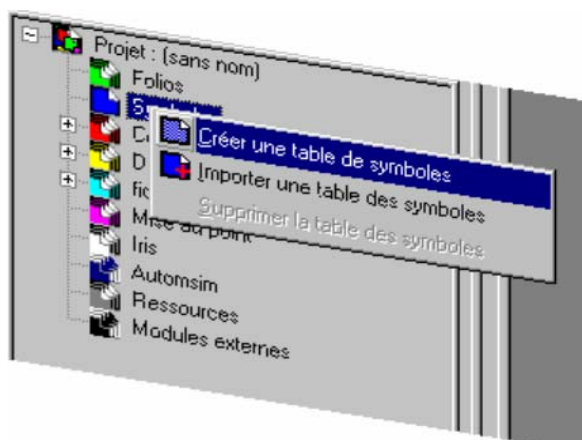 Projet : (sans nom)
Folios
Créer une table de symboles
Importer une table des symboles
Supprimer la table des symboles
Mise au point
Iris
Automsim
Ressources
Modules externes